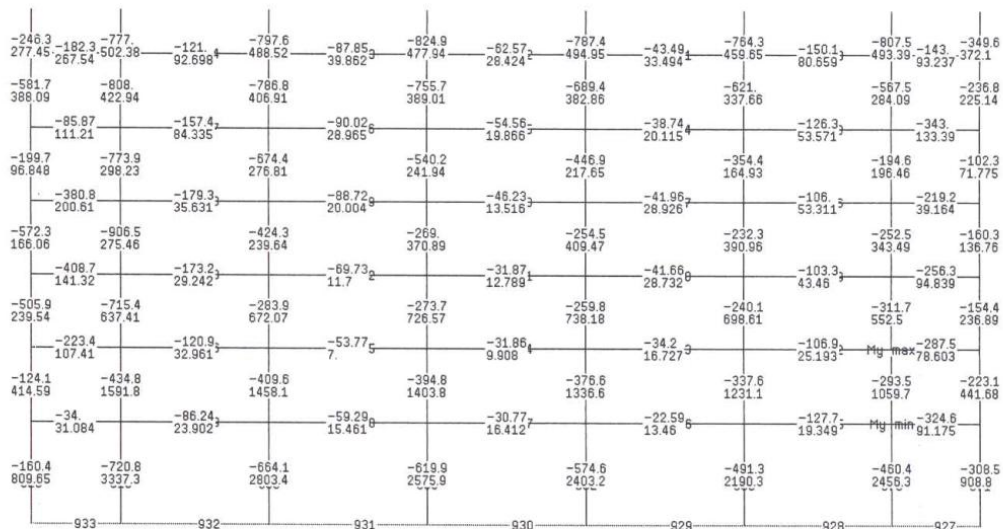 -246.3 -777. -797.6 -824.9 -787.4 -764.3 -807.5 -349.6
-182.3 -121. -87.85 -62.57 -43.49 -150.1 -143.
277.45 502.38 488.52 477.94 494.95 459.65 493.39 372.1
267.54 92.698 39.862 28.424 33.494 80.659 93.237
-581.7 -808. -786.8 -755.7 -689.4 -621. -567.5 -236.8
388.09 422.94 406.91 389.01 382.86 337.66 284.09 225.14
-85.87 -157.4 -90.02 -54.56 -38.74 -126.3 -343.
111.21 84.335 28.965 19.866 20.115 53.571 133.39
-199.7 -773.9 -674.4 -540.2 -446.9 -354.4 -194.6 -102.3
96.848 298.23 276.81 241.94 217.65 164.93 196.46 71.775
-380.8 -179.3 -88.72 -46.23 -41.96 -106. -219.2
200.61 35.631 20.004 13.516 28.926 53.311 39.164
-572.3 -906.5 -424.3 -269. -254.5 -232.3 -252.5 -160.3
166.06 275.46 239.64 370.89 409.47 390.96 343.49 136.76
-408.7 -173.2 -69.73 -31.87 -41.66 -103.3 -256.3
141.32 29.242 11.7 12.789 28.732 43.46 94.839
-505.9 -715.4 -283.9 -273.7 -259.8 -240.1 -311.7 -154.4
239.54 637.41 672.07 726.57 738.18 698.61 552.5 236.89
-223.4 -120.9 -53.77 -31.86 -34.2 -106.9 My max -287.5
107.41 32.961 7. 9.908 16.727 25.193 78.603
-124.1 -434.8 -409.6 -394.8 -376.6 -337.6 -293.5 -223.1
414.59 1591.8 1458.1 1403.8 1336.6 1231.1 1059.7 441.68
-34. -86.24 -59.29 -30.77 -22.59 -127.7 My min -324.6
31.084 23.902 15.461 16.412 13.46 19.349 91.175
-160.4 -720.8 -664.1 -619.9 -574.6 -491.3 -460.4 -308.5
809.65 3337.3 2803.4 2575.9 2403.2 2190.3 2456.3 908.8
933 932 931 930 929 928 927